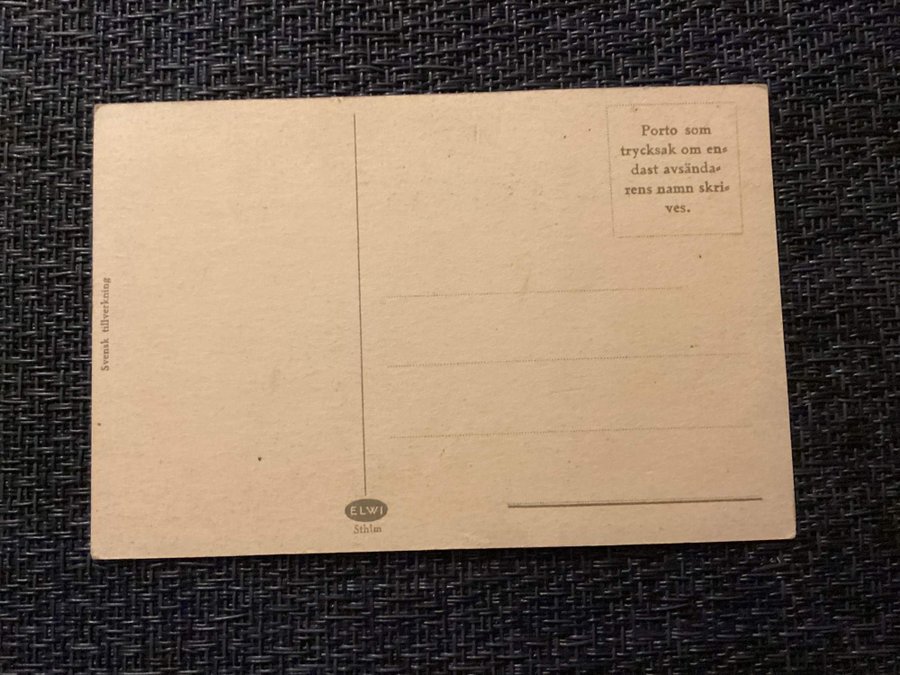 Porto som
trycksak om en-
dast avsända-
rens namn skri-
ves.
Svensk tillverkning
ELWI
Sthlm